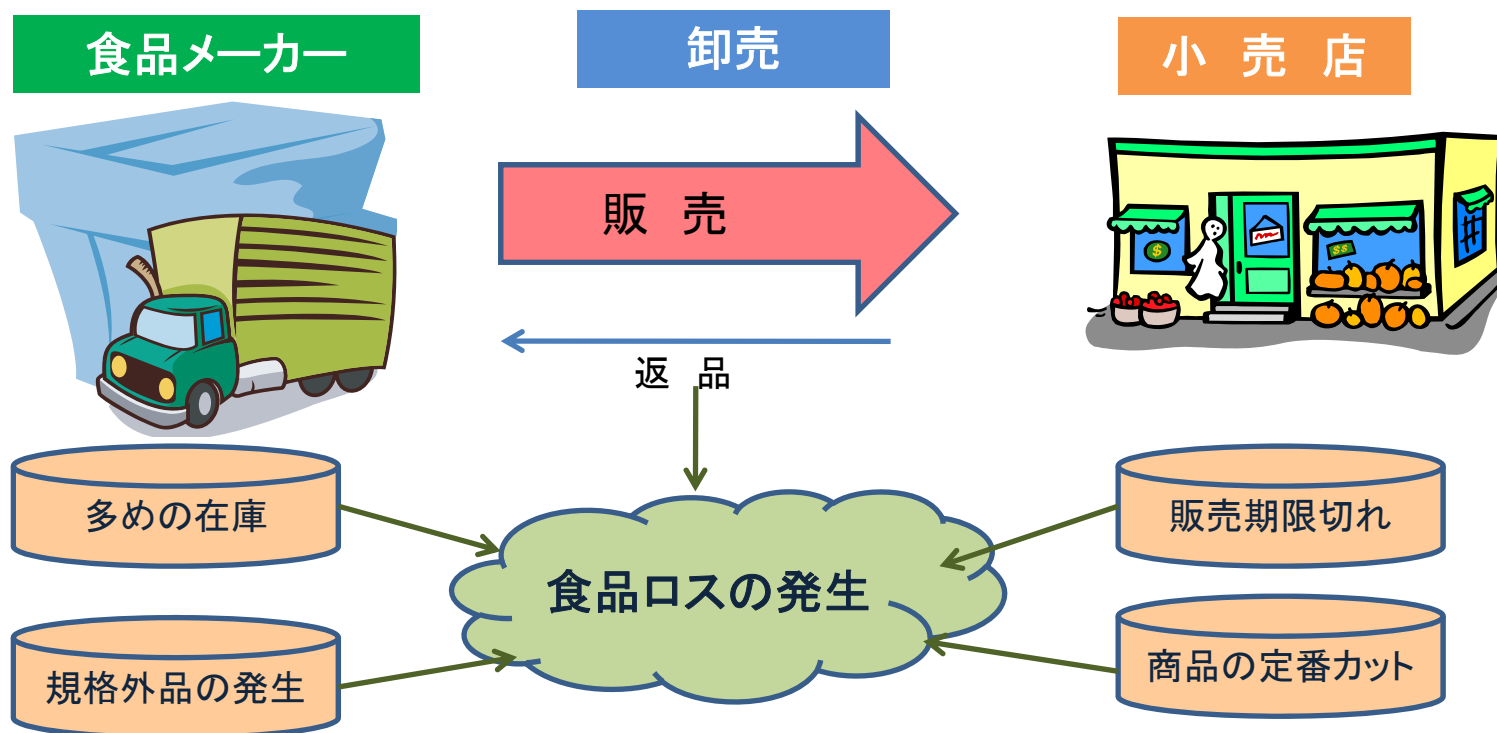 食品メーカー
卸売
小　売　店
販　売
$
$$
返　品
多めの在庫
販売期限切れ
食品ロスの発生
規格外品の発生
商品の定番カット